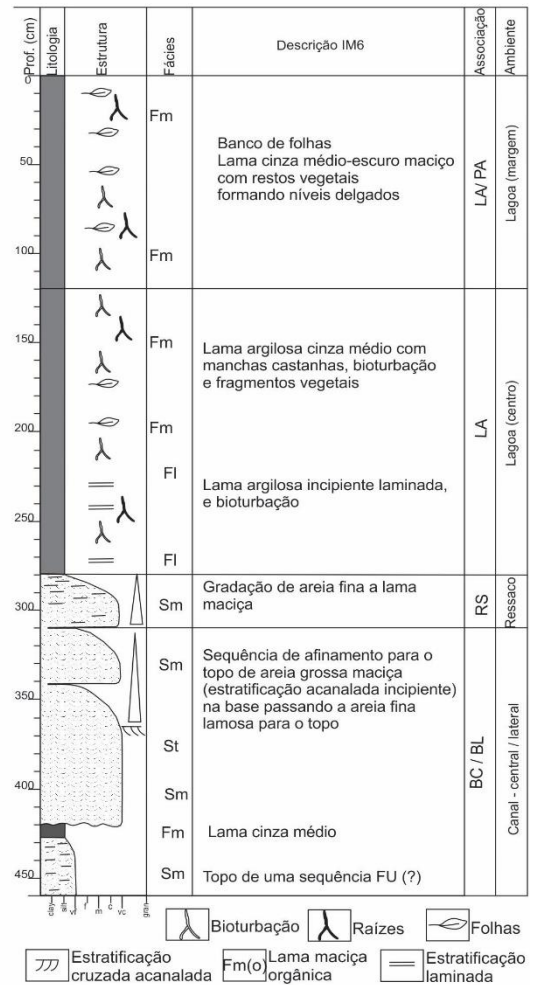 Prof. (cm)
Litologia
Estrutura
Fácies
Descrição IM6
Associação
Ambiente
0
Fm
Banco de folhas
Lama cinza médio-escuro maciço
com restos vegetais
formando níveis delgados
LA/ PA
Lagoa (margem)
50
100
Fm
150
Fm
Lama argilosa cinza médio com
manchas castanhas, bioturbação
e fragmentos vegetais
LA
Lagoa (centro)
200
Fm
Fl
Lama argilosa incipiente laminada,
e bioturbação
250
Fl
300
Sm
Gradação de areia fina a lama
maciça
RS
Ressaco
Sm
Sequência de afinamento para o
topo de areia grossa maciça
(estratificação acanalada incipiente)
na base passando a areia fina
lamosa para o topo
BC / BL
Canal - central / lateral
350
St
400
Sm
Fm
Lama cinza médio
450
Sm
Topo de uma sequência FU (?)
clay
silt
vf
f
m
c
vc
gran
Bioturbação
Raízes
Folhas
Estratificação
cruzada acanalada
Fm(o)
Lama maciça
orgânica
Estratificação
laminada